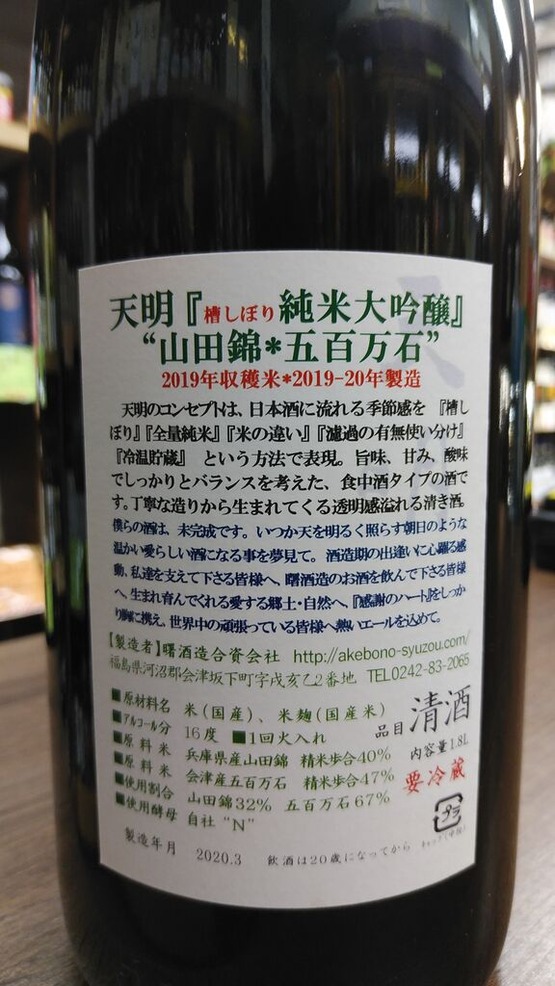 天明『槽しぼり純米大吟醸』
“山田錦*五百万石”
2019年収穫米*2019-20年製造
天明のコンセプトは、日本酒に流れる季節感を 『槽し
ぼり』『全量純米』『米の違い』『濾過の有無使い分け』
『冷温貯蔵』 という方法で表現。旨味、甘み、酸味
でしっかりとバランスを考えた、食中酒タイプの酒で
す。丁寧な造りから生まれてくる透明感溢れる清き酒。
僕らの酒は、未完成です。いつか天を明るく照らす朝日のような
温かい愛らしい酒になる事を夢見て。酒造期の出逢いに心躍る感
動、私達を支えて下さる皆様へ、曙酒造のお酒を飲んで下さる皆様
へ、生まれ育んでくれる愛する郷土・自然へ、『感謝のハート』をしっか
り胸に携え、世界中の頑張っている皆様へ熱いエールを込めて。
【製造者】曙酒造合資会社 http://akebono-syuzou.com/
福島県河沼郡会津坂下町字戌亥乙2番地 TEL0242-83-2065
■原材料名 米(国産)、米麹(国産米)
■アルコール分 16度 ■1回火入れ
品目 清酒
■原料米 兵庫県産山田錦 精米歩合40%
内容量1.8L
■原料米 会津産五百万石 精米歩合47%
要冷蔵
■使用割合 山田錦32% 五百万石67%
■使用酵母 自社“N”
プラ
製造年月 2020.3 飲酒は20歳になってから